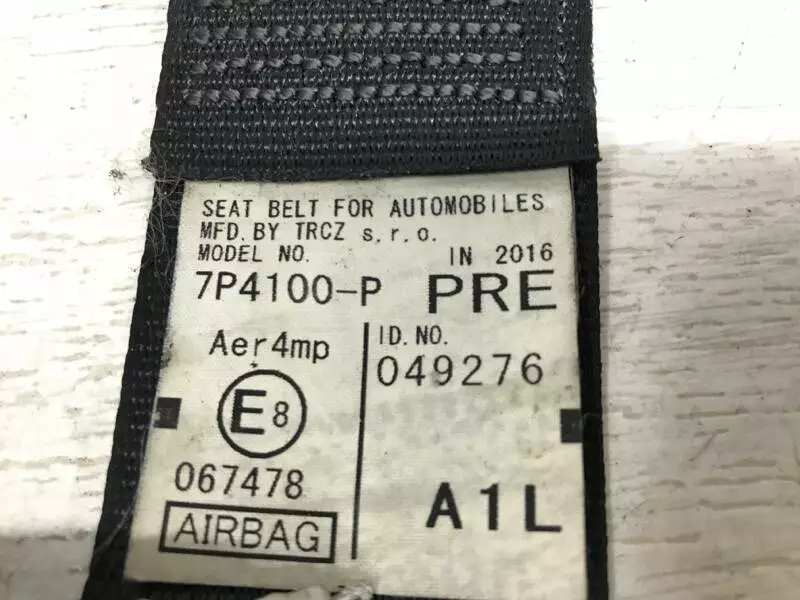 SEAT BELT FOR AUTOMOBILES
MFD. BY TRCZ s.r.o.
MODEL NO. IN 2016
7P4100-P PRE
Aer4mp
ID. NO.
049276
E8
067478
A1L
AIRBAG